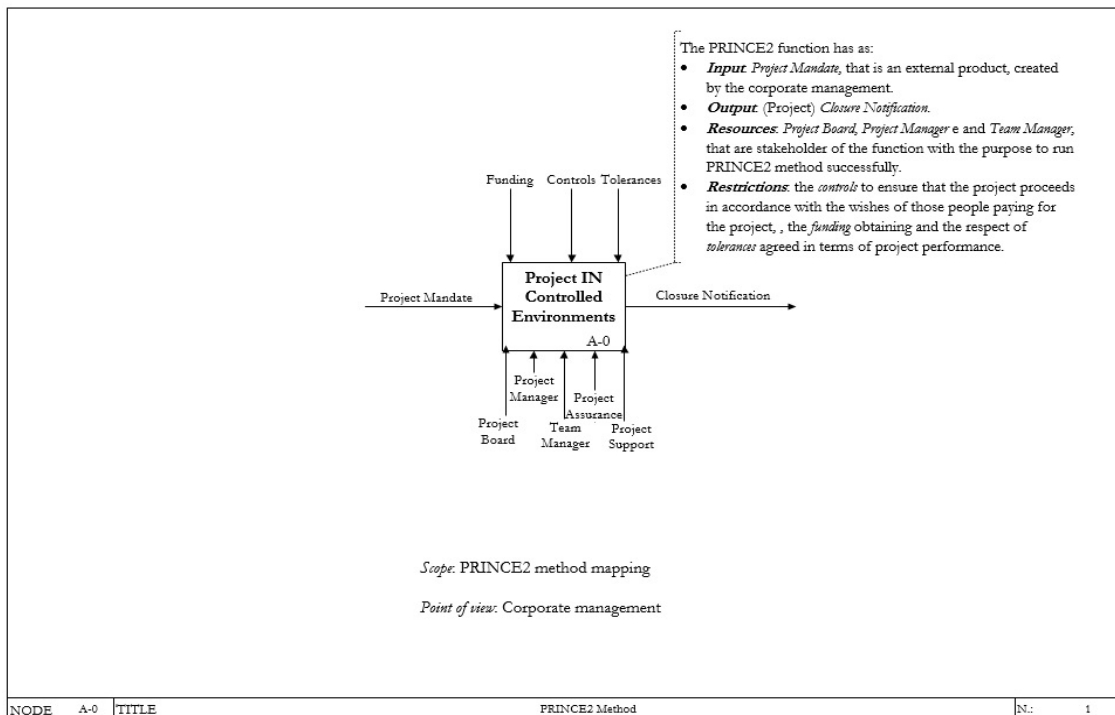 The PRINCE2 function has as:
• Input: Project Mandate, that is an external product, created
by the corporate management.
• Output: (Project) Closure Notification.
• Resources: Project Board, Project Manager e and Team Manager,
that are stakeholder of the function with the purpose to run
PRINCE2 method successfully.
• Restrictions: the controls to ensure that the project proceeds
in accordance with the wishes of those people paying for
the project, , the funding obtaining and the respect of
tolerances agreed in terms of project performance.
Funding
Controls
Tolerances
Project Mandate
Project IN
Controlled
Environments
A-0
Closure Notification
Project
Manager
Project
Assurance
Project
Board
Team
Manager
Project
Support
Scope: PRINCE2 method mapping
Point of view: Corporate management
NODE A-0 TITLE PRINCE2 Method N.: 1